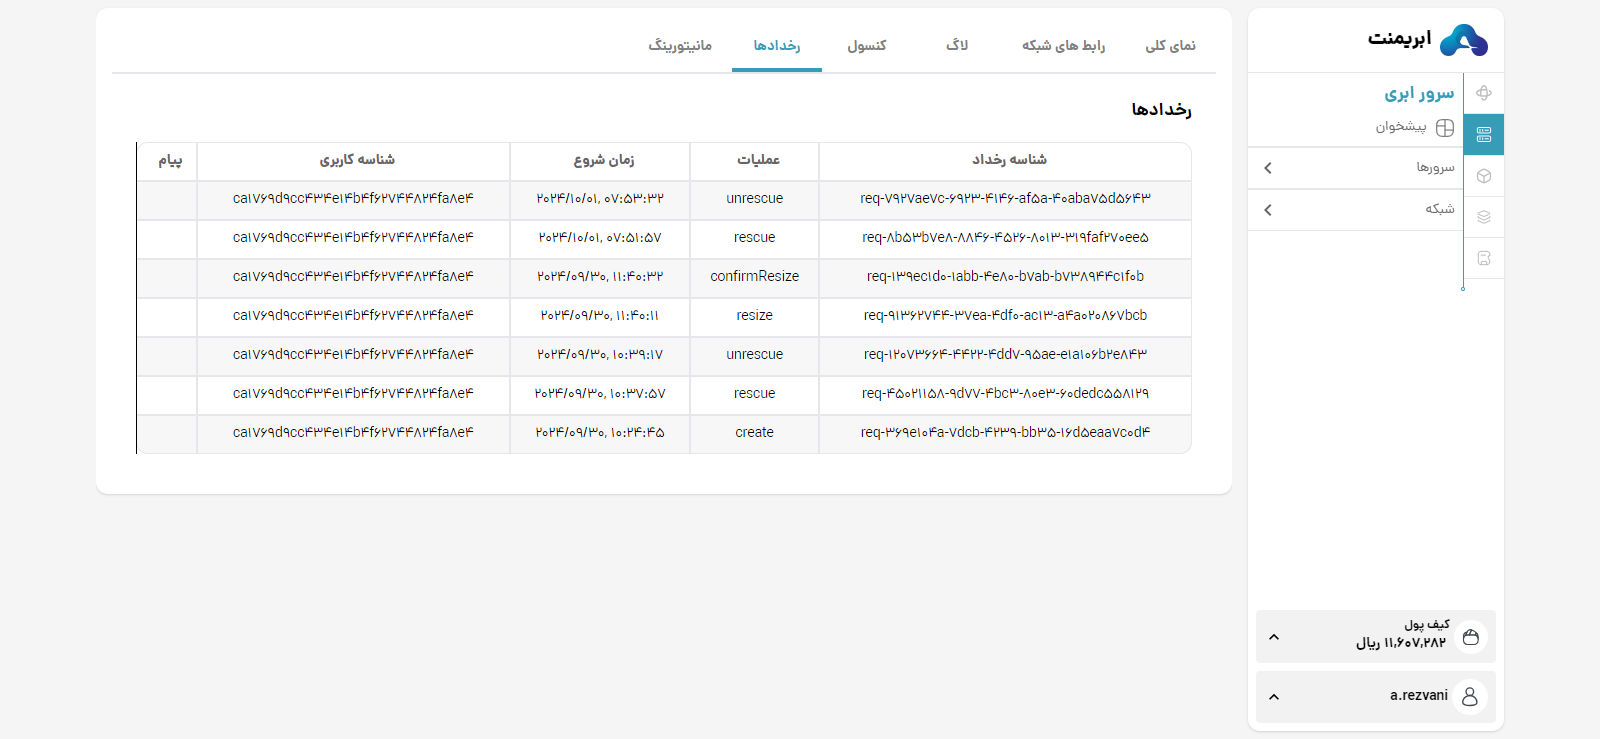 ابریمنت
سرور ابری
پیشخوان
سرورها
شبکه
کیف پول
۱۱,۶۰۷,۲۸۲ ریال
a.rezvani
نمای کلی رابط های شبکه لاگ کنسول رخدادها مانیتورینگ
رخدادها
شناسه رخداد عملیات زمان شروع شناسه کاربری پیام
req-۷۹۲۷ae۷c-۶۹۲۳-۴۱۴۶-af۵a-۴۰aba۷۵d۵۶۴۳ unrescue ۲۰۲۴/۱۰/۰۱, ۰۷:۵۳:۳۲ ca۱۷۶۹d۹cc۴۳۴e۱۴b۴f۶۲۷۴۴۸۲۴fa۸e۴
req-۸b۵۳b۷e۸-۸۸۴۶-۴۵۲۶-۸۰۱۳-۳۱۹faf۲۷۰ee۵ rescue ۲۰۲۴/۱۰/۰۱, ۰۷:۵۱:۵۷ ca۱۷۶۹d۹cc۴۳۴e۱۴b۴f۶۲۷۴۴۸۲۴fa۸e۴
req-۱۳۹ec۱d۰-۱abb-۴e۸۰-b۷ab-b۷۳۸۹۴۴c۱f۰b confirmResize ۲۰۲۴/۰۹/۳۰, ۱۱:۴۰:۳۲ ca۱۷۶۹d۹cc۴۳۴e۱۴b۴f۶۲۷۴۴۸۲۴fa۸e۴
req-۹۱۳۶۲۷۴۴-۳۷ea-۴df۰-ac۱۳-a۴a۰۲۰۸۶۷bcb resize ۲۰۲۴/۰۹/۳۰, ۱۱:۴۰:۱۱ ca۱۷۶۹d۹cc۴۳۴e۱۴b۴f۶۲۷۴۴۸۲۴fa۸e۴
req-۱۲۰۷۳۶۶۴-۴۴۲۲-۴dd۷-۹۵ae-e۱a۱۰۶b۲e۸۴۳ unrescue ۲۰۲۴/۰۹/۳۰, ۱۰:۳۹:۱۷ ca۱۷۶۹d۹cc۴۳۴e۱۴b۴f۶۲۷۴۴۸۲۴fa۸e۴
req-۴۵۰۲۱۱۵۸-۹d۷۷-۴bc۳-۸۰e۳-۶۰dedc۵۵۸۱۲۹ rescue ۲۰۲۴/۰۹/۳۰, ۱۰:۳۷:۵۷ ca۱۷۶۹d۹cc۴۳۴e۱۴b۴f۶۲۷۴۴۸۲۴fa۸e۴
req-۳۶۹e۱۰۴a-۷dcb-۴۲۳۹-bb۳۵-۱۶d۵eaa۷c۰d۴ create ۲۰۲۴/۰۹/۳۰, ۱۰:۲۴:۴۵ ca۱۷۶۹d۹cc۴۳۴e۱۴b۴f۶۲۷۴۴۸۲۴fa۸e۴